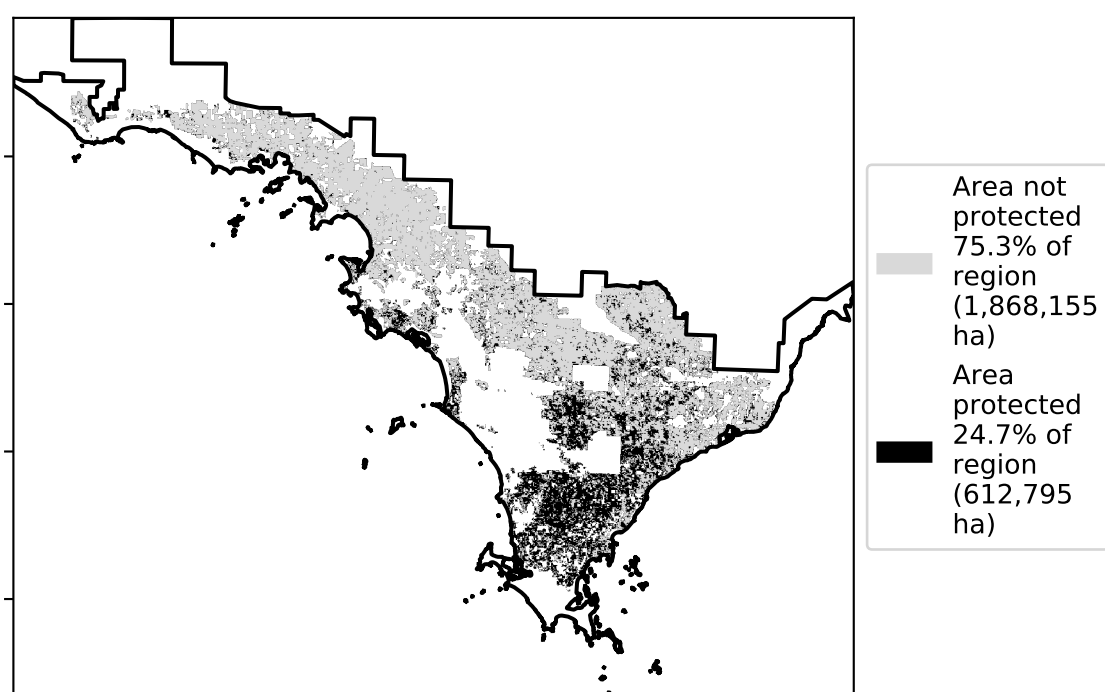 Area not
protected
75.3% of
region
(1,868,155
ha)
Area
protected
24.7% of
region
(612,795
ha)